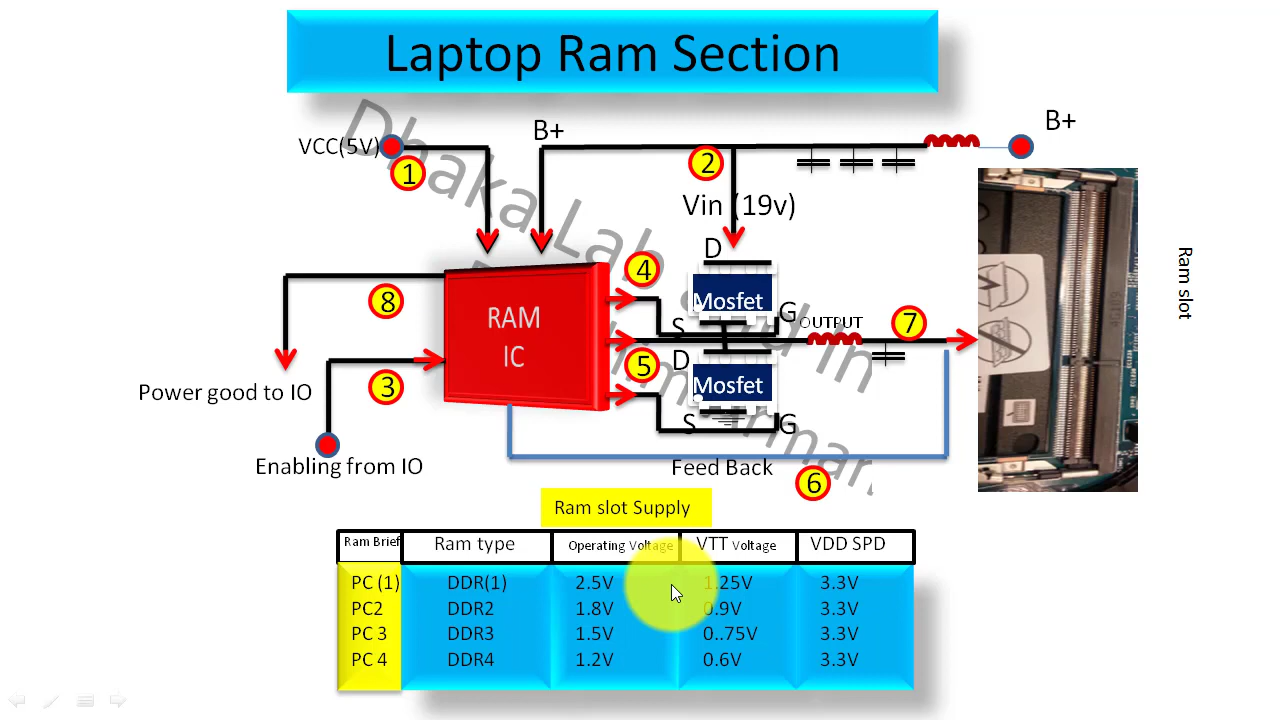 Laptop Ram Section
VCC(5V)
B+
B+
1
2
Vin (19v)
Dhaka Lab
D
4
Mosfet
8
RAM
IC
S
G
OUTPUT
7
Ram slot
5
D
Mosfet
3
Power good to IO
S
G
Enabling from IO
Feed Back
6
Ram slot Supply
Ram Brief Ram type Operating Voltage VTT Voltage VDD SPD
PC (1) DDR(1) 2.5V 1.25V 3.3V
PC2 DDR2 1.8V 0.9V 3.3V
PC 3 DDR3 1.5V 0..75V 3.3V
PC 4 DDR4 1.2V 0.6V 3.3V